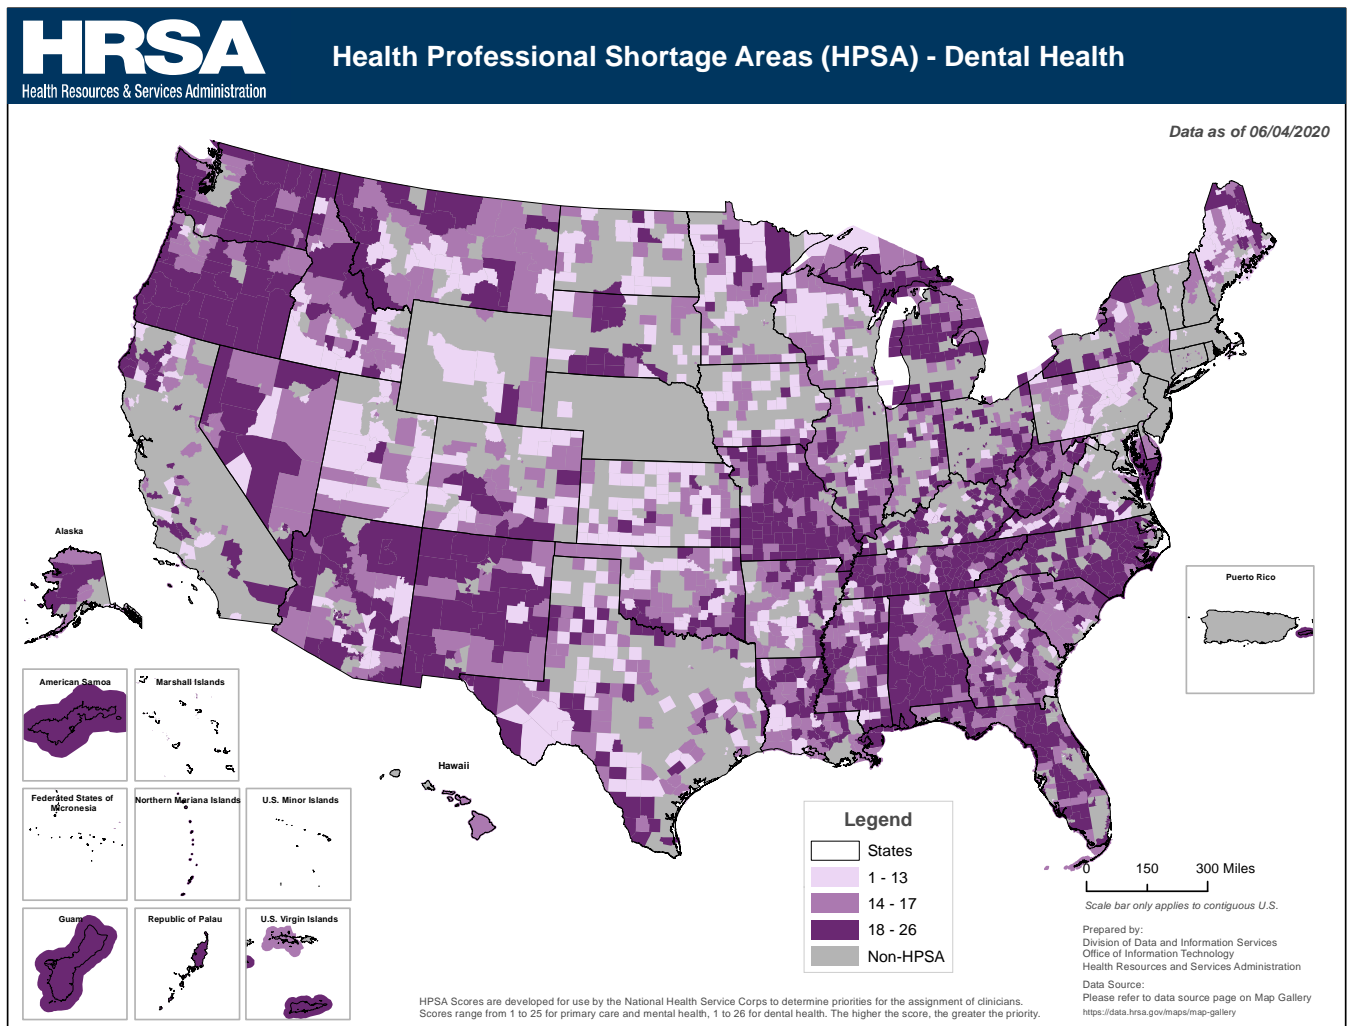 HRSA
Health Resources & Services Administration
Health Professional Shortage Areas (HPSA) - Dental Health
Data as of 06/04/2020
Alaska
Puerto Rico
American Samoa
Marshall Islands
Hawaii
Federated States of
Micronesia
Northern Mariana Islands
U.S. Minor Islands
Guam
Republic of Palau
U.S. Virgin Islands
Legend
States
1 - 13
14 - 17
18 - 26
Non-HPSA
0 150 300 Miles
Scale bar only applies to contiguous U.S.
Prepared by:
Division of Data and Information Services
Office of Information Technology
Health Resources and Services Administration
Data Source:
Please refer to data source page on Map Gallery
https://data.hrsa.gov/maps/map-gallery
HPSA Scores are developed for use by the National Health Service Corps to determine priorities for the assignment of clinicians.
Scores range from 1 to 25 for primary care and mental health, 1 to 26 for dental health. The higher the score, the greater the priority.